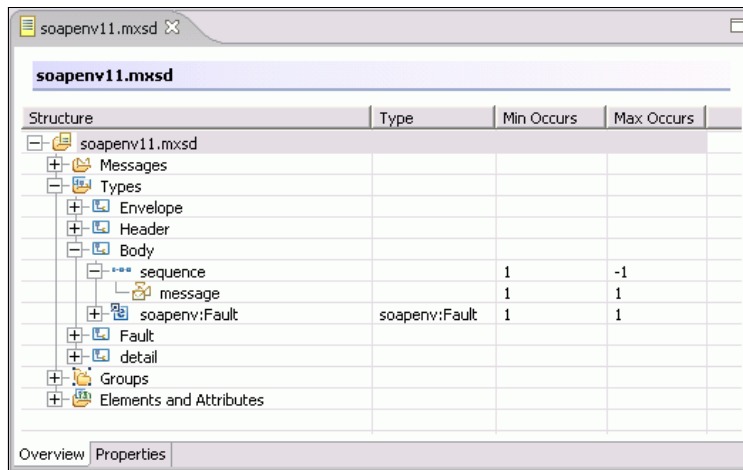 soapenv11.mxsd
soapenv11.mxsd
Structure Type Min Occurs Max Occurs
soapenv11.mxsd
Messages
Types
Envelope
Header
Body
sequence 1 -1
message 1 1
soapenv:Fault soapenv:Fault 1 1
Fault
detail
Groups
Elements and Attributes
Overview Properties